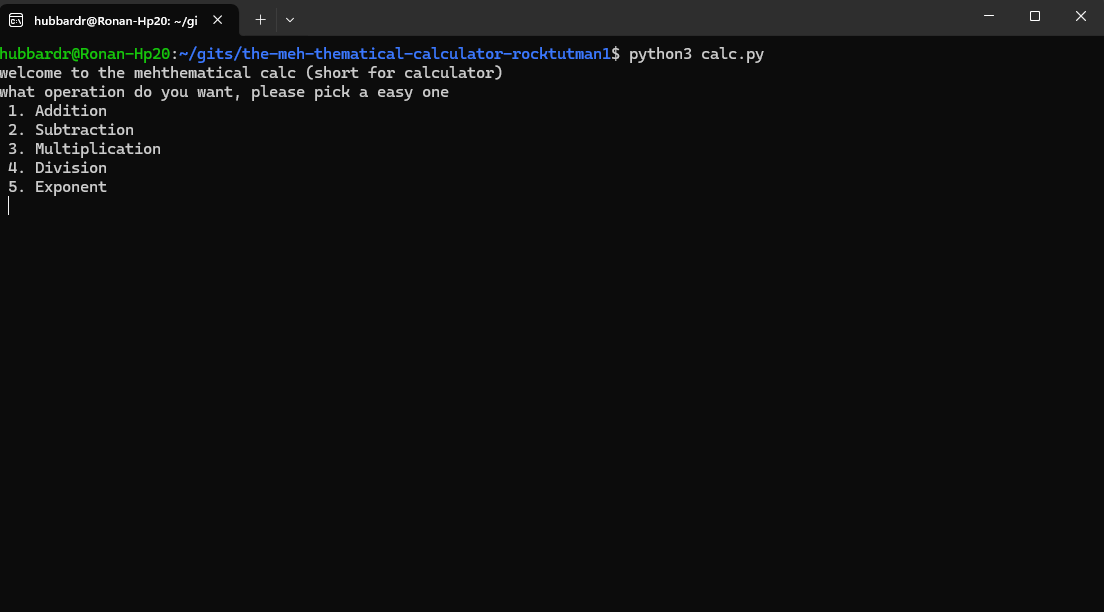 hubbardr@Ronan-Hp20: ~/gi
hubbardr@Ronan-Hp20:~/gits/the-meh-thematical-calculator-rocktutman1$ python3 calc.py
welcome to the mehthematical calc (short for calculator)
what operation do you want, please pick a easy one
1. Addition
2. Subtraction
3. Multiplication
4. Division
5. Exponent